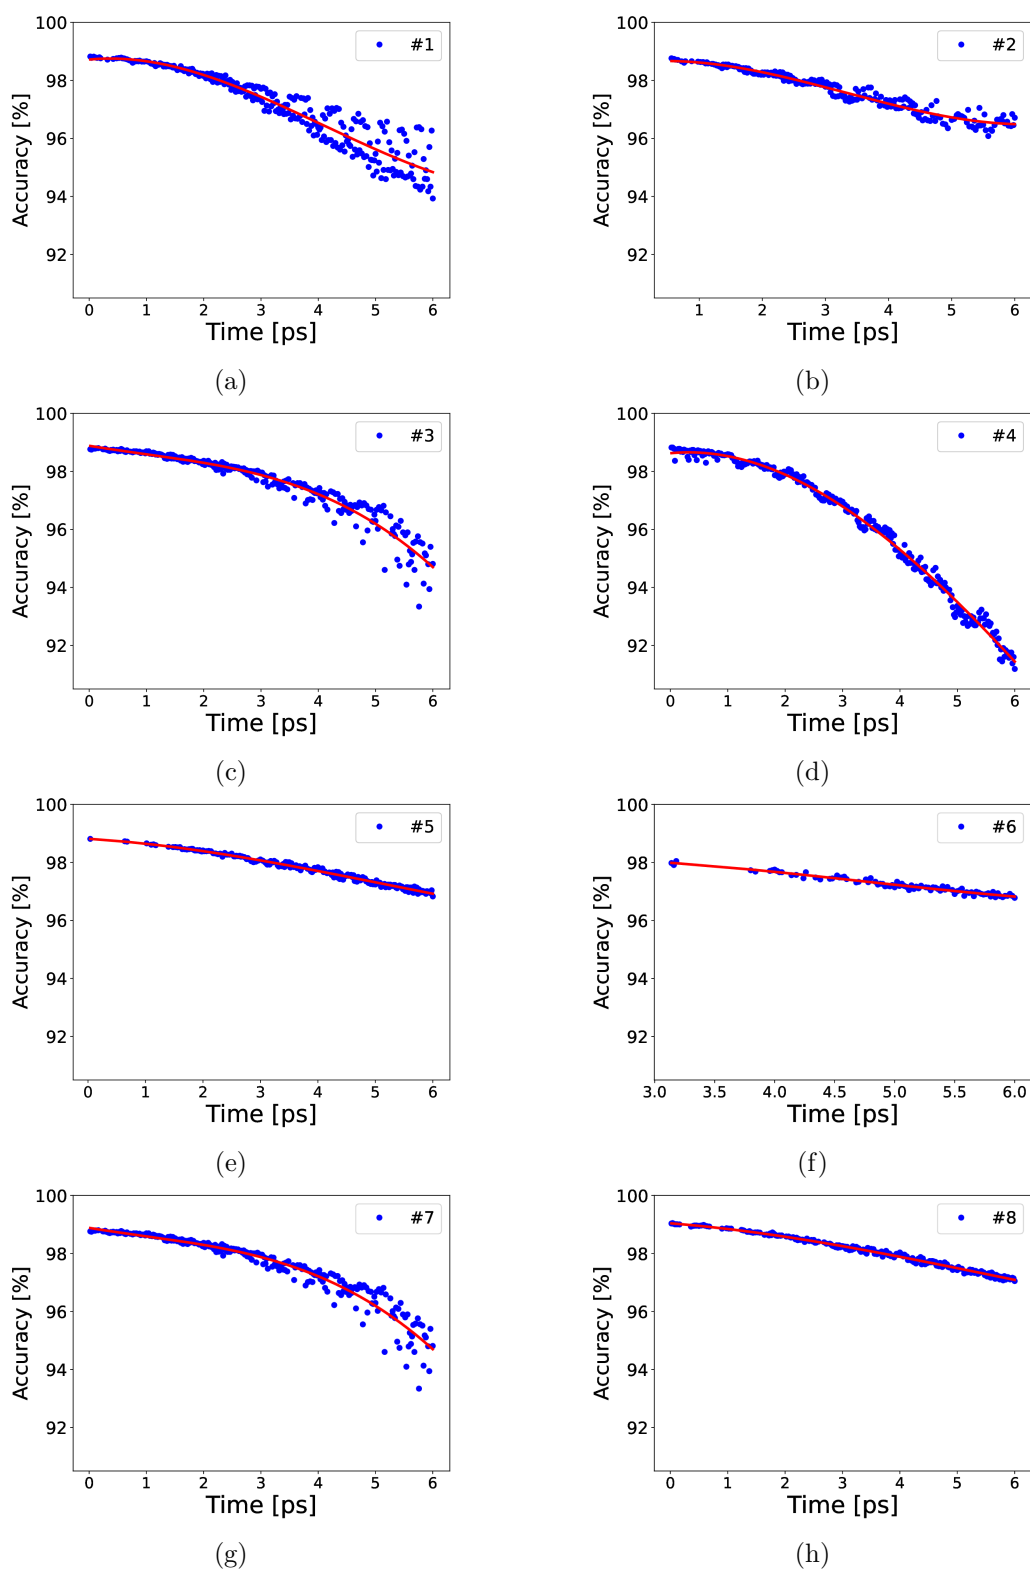 100
98
96
94
92
Accuracy [%]
#1
0 1 2 3 4 5 6
Time [ps]
(a)
100
98
96
94
92
Accuracy [%]
#2
1 2 3 4 5 6
Time [ps]
(b)
100
98
96
94
92
Accuracy [%]
#3
0 1 2 3 4 5 6
Time [ps]
(c)
100
98
96
94
92
Accuracy [%]
#4
0 1 2 3 4 5 6
Time [ps]
(d)
100
98
96
94
92
Accuracy [%]
#5
0 1 2 3 4 5 6
Time [ps]
(e)
100
98
96
94
92
Accuracy [%]
#6
3.0 3.5 4.0 4.5 5.0 5.5 6.0
Time [ps]
(f)
100
98
96
94
92
Accuracy [%]
#7
0 1 2 3 4 5 6
Time [ps]
(g)
100
98
96
94
92
Accuracy [%]
#8
0 1 2 3 4 5 6
Time [ps]
(h)